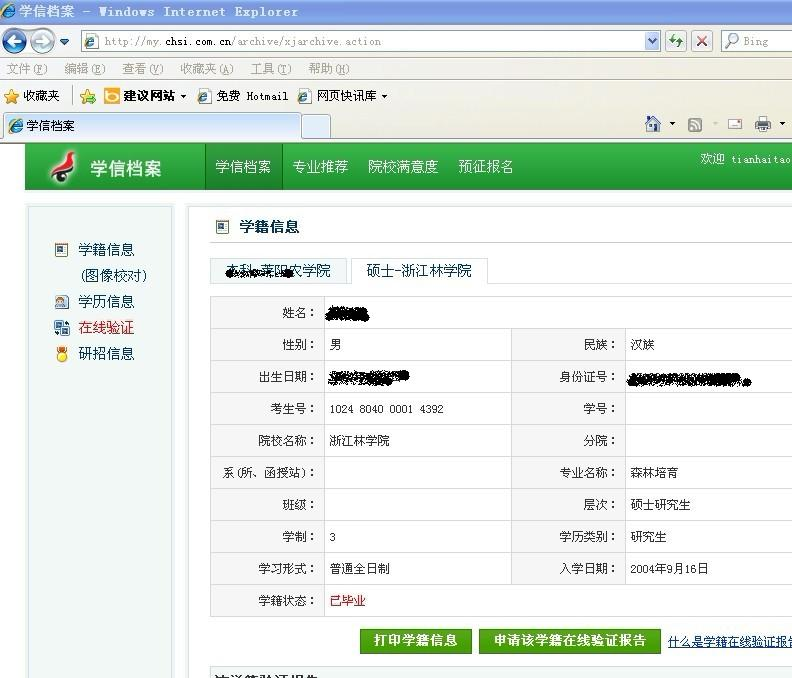 学信档案 - Windows Internet Explorer
http://my.chsi.com.cn/archive/xjarchive.action
Bing
文件(F) 编辑(E) 查看(V) 收藏夹(A) 工具(T) 帮助(H)
收藏夹 建议网站 免费 Hotmail 网页快讯库
学信档案
学信档案 学信档案 专业推荐 院校满意度 预征报名 欢迎 tianhaitao
学籍信息
(图像校对)
学历信息
在线验证
研招信息
学籍信息
农学院 硕士-浙江林学院
姓名:
性别: 男 民族: 汉族
出生日期: 身份证号:
考生号: 1024 8040 0001 4392 学号:
院校名称: 浙江林学院 分院:
系(所、函授站): 专业名称: 森林培育
班级: 层次: 硕士研究生
学制: 3 学历类别: 研究生
学习形式: 普通全日制 入学日期: 2004年9月16日
学籍状态: 已毕业
打印学籍信息 申请该学籍在线验证报告 什么是学籍在线验证报告